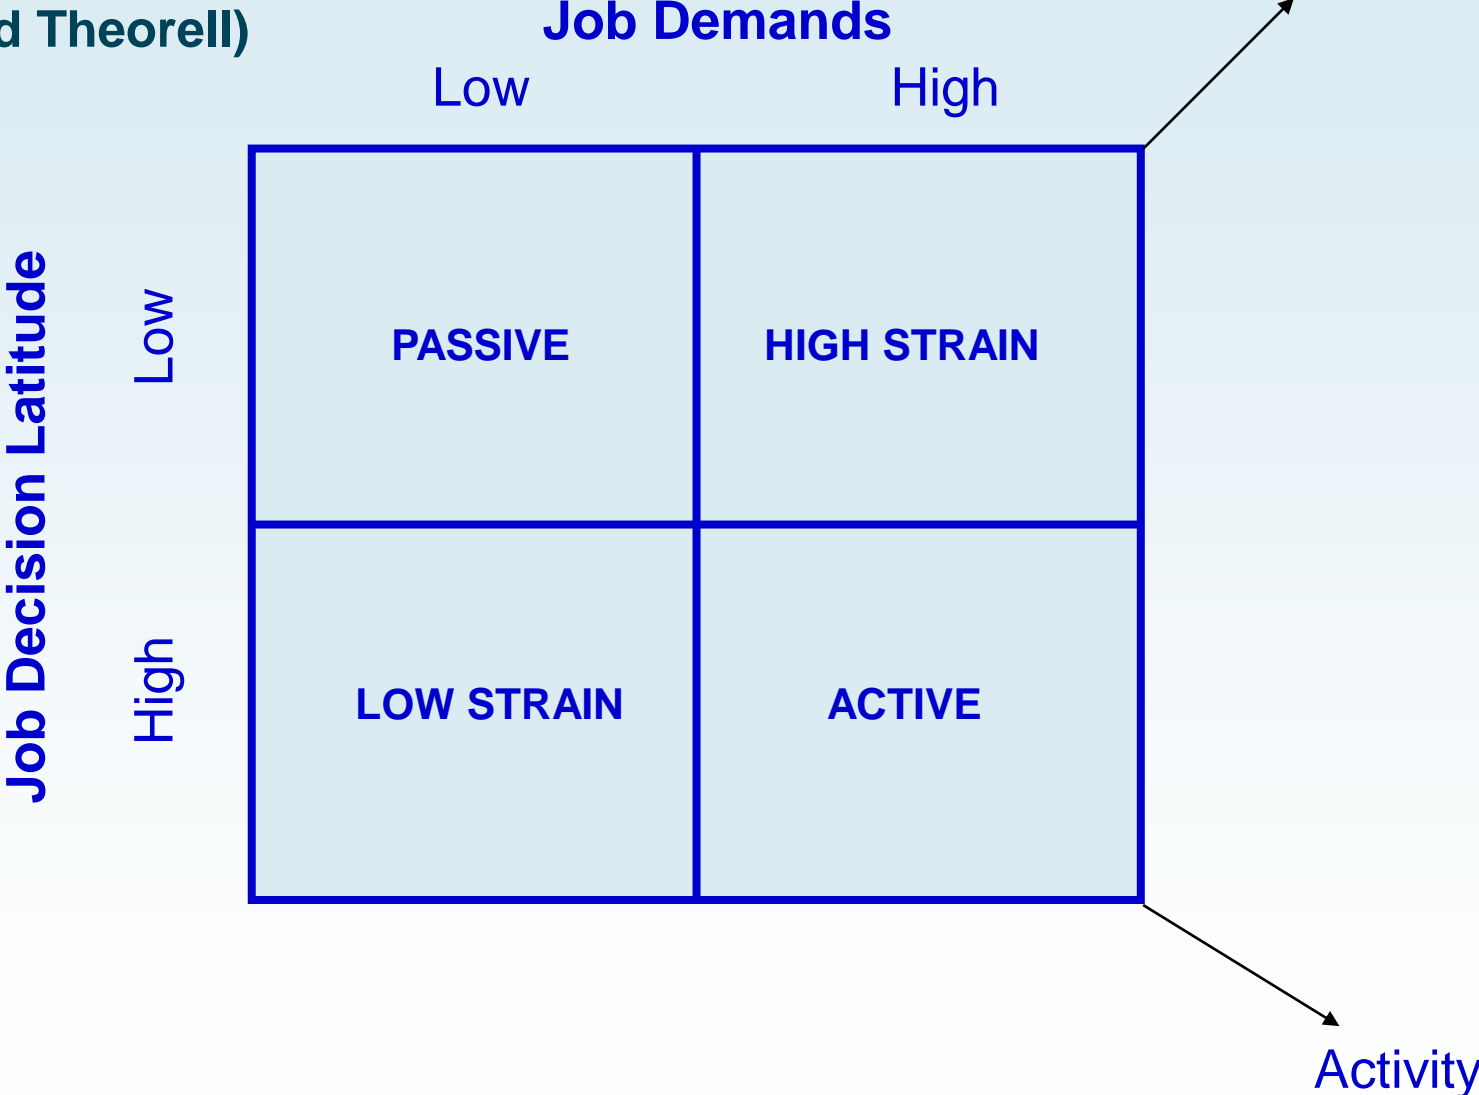 d Theorell)
Job Demands
Low High
Job Decision Latitude
Low
PASSIVE
HIGH STRAIN
High
LOW STRAIN
ACTIVE
Activity